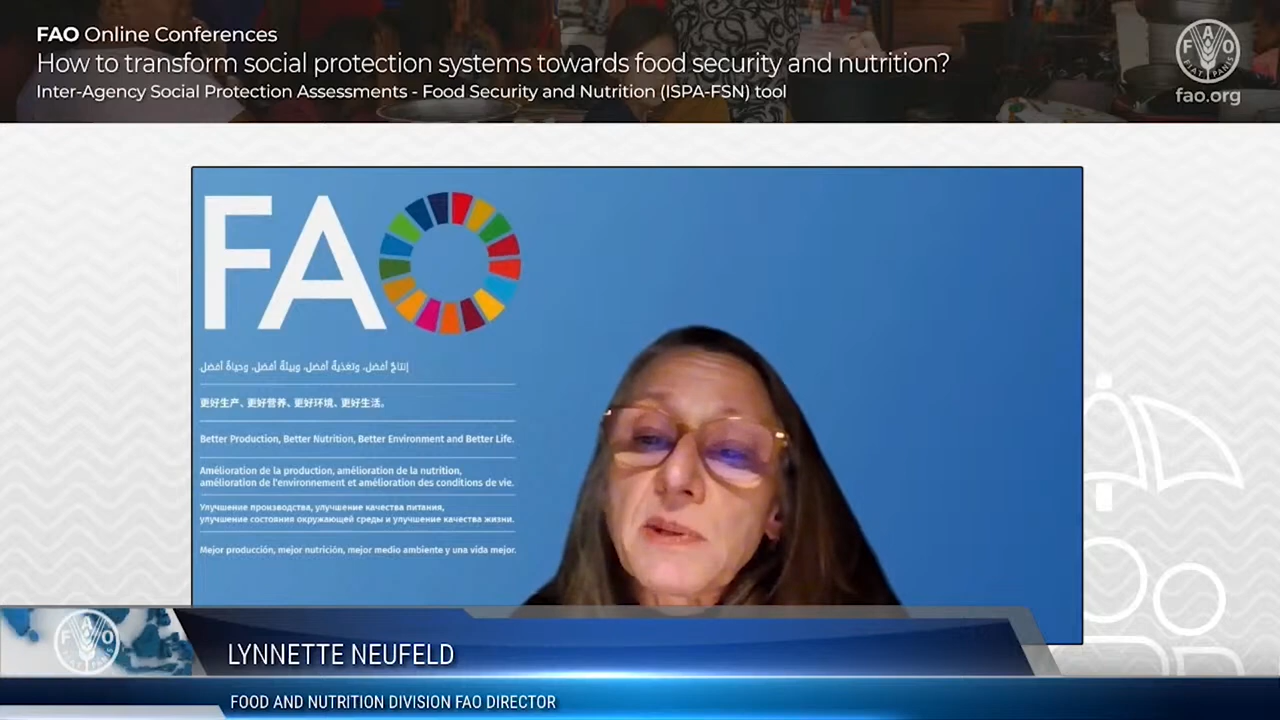 FAO Online Conferences
How to transform social protection systems towards food security and nutrition?
Inter-Agency Social Protection Assessments - Food Security and Nutrition (ISPA-FSN) tool
F A O
FIAT PANIS
fao.org
FAO
إنتاجٌ أفضل، وتغذيةٌ أفضل، وبيئةٌ أفضل، وحياةٌ أفضل
更好生产、更好营养、更好环境、更好生活。
Better Production, Better Nutrition, Better Environment and Better Life.
Amélioration de la production, amélioration de la nutrition,
amélioration de l'environnement et amélioration des conditions de vie.
Улучшение производства, улучшение качества питания,
улучшение состояния окружающей среды и улучшение качества жизни.
Mejor producción, mejor nutrición, mejor medio ambiente y una vida mejor.
F A O
LYNNETTE NEUFELD
FOOD AND NUTRITION DIVISION FAO DIRECTOR